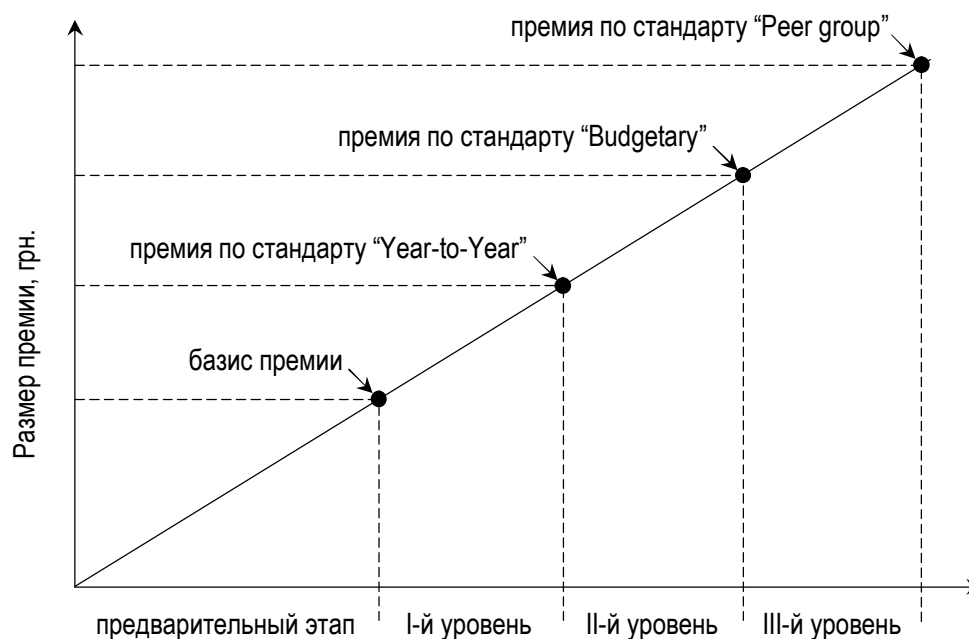 премия по стандарту “Peer group”
премия по стандарту “Budgetary”
премия по стандарту “Year-to-Year”
базис премии
Размер премии, грн.
предварительный этап
I-й уровень
II-й уровень
III-й уровень